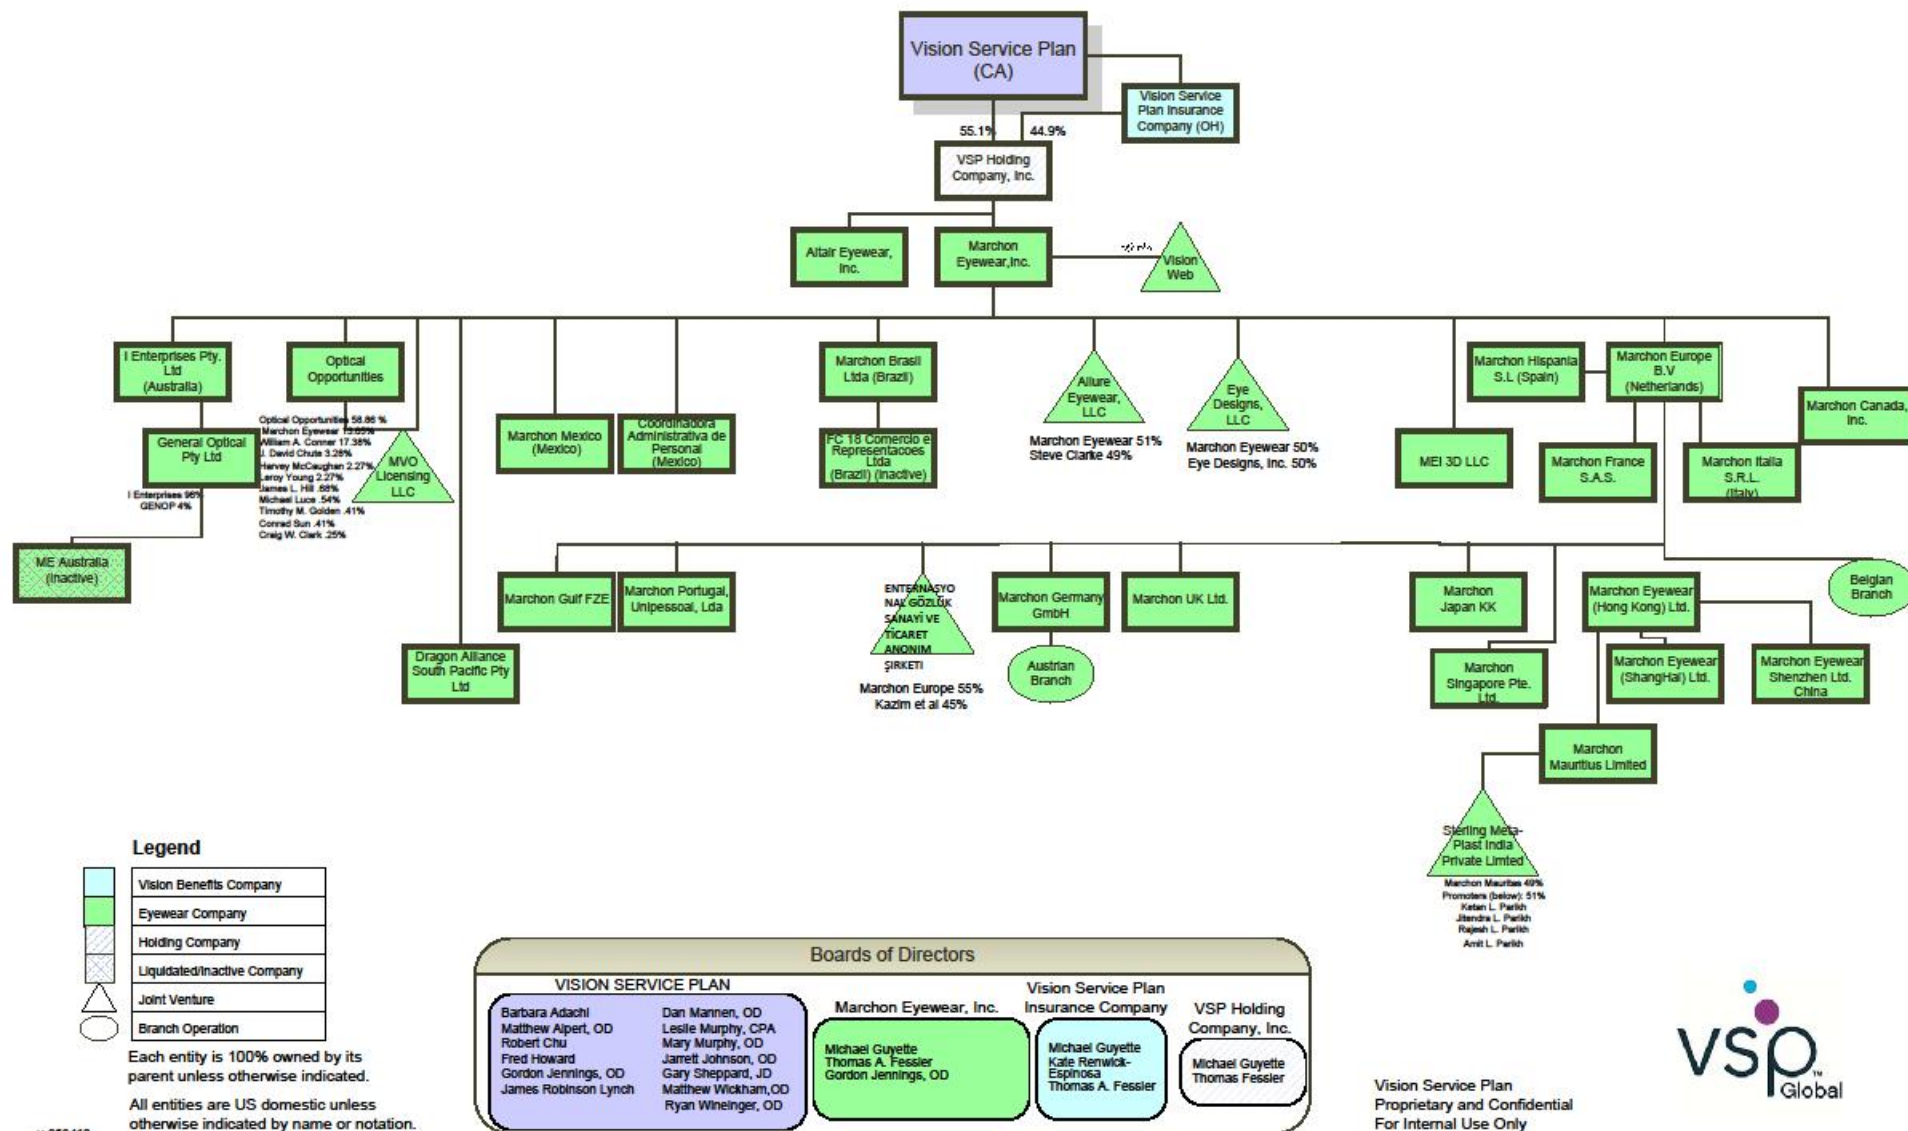 Vision Service Plan
(CA)
Vision Service
Plan Insurance
Company (OH)
55.1%
44.9%
VSP Holding
Company, Inc.
Altair Eyewear,
Inc.
Marchon
Eyewear,Inc.
Vision
Web
I Enterprises Pty.
Ltd
(Australia)
Optical
Opportunities
Marchon Brasil
Ltda (Brazil)
Allure
Eyewear,
LLC
Eye
Designs,
LLC
Marchon Hispania
S.L (Spain)
Marchon Europe
B.V
(Netherlands)
Marchon Canada,
Inc.
General Optical
Pty Ltd
I Enterprises 96%
GENOP 4%
Optical Opportunities 58.86 %
Marchon Eyewear
William A. Conner 17.38%
J. David Chute 3.28%
Harvey McCaughan 2.27%
Leroy Young 2.27%
James L. Hill .68%
Michael Luce .54%
Timothy M. Golden .41%
Conrad Sun .41%
Craig W. Clark .25%
MVO
Licensing
LLC
Marchon Mexico
(Mexico)
Coordinadora
Administrativa de
Personal
(Mexico)
FC 18 Comercio e
Representacoes
Ltda
(Brazil) (Inactive)
Marchon Eyewear 51%
Steve Clarke 49%
Marchon Eyewear 50%
Eye Designs, Inc. 50%
MEI 3D LLC
Marchon France
S.A.S.
Marchon Italia
S.R.L.
(Italy)
ME Australia
(Inactive)
Dragon Alliance
South Pacific Pty
Ltd
Marchon Gulf FZE
Marchon Portugal,
Unipessoal, Lda
ENTERNASYO
NAL GÖZLÜK
SANAYİ VE
TİCARET
ANONIM
ŞIRKETI
Marchon Europe 55%
Kazim et al 45%
Marchon Germany
GmbH
Austrian
Branch
Marchon UK Ltd.
Marchon
Japan KK
Marchon Eyewear
(Hong Kong) Ltd.
Belgian
Branch
Marchon
Singapore Pte.
Ltd.
Marchon Eyewear
(ShangHai) Ltd.
Marchon Eyewear
Shenzhen Ltd.
China
Marchon
Mauritius Limited
Sterling Meta-
Plast India
Private Limted
Marchon Mauritas 49%
Promoters (below): 51%
Ketan L. Parikh
Jitendra L. Parikh
Rajesh L. Parikh
Amit L. Parikh
Legend
Vision Benefits Company
Eyewear Company
Holding Company
Liquidated/Inactive Company
Joint Venture
Branch Operation
Each entity is 100% owned by its
parent unless otherwise indicated.
All entities are US domestic unless
otherwise indicated by name or notation.
Boards of Directors
VISION SERVICE PLAN
Barbara Adachi
Matthew Alpert, OD
Robert Chu
Fred Howard
Gordon Jennings, OD
James Robinson Lynch
Dan Mannen, OD
Leslie Murphy, CPA
Mary Murphy, OD
Jarrett Johnson, OD
Gary Sheppard, JD
Matthew Wickham,OD
Ryan Wineinger, OD
Marchon Eyewear, Inc.
Michael Guyette
Thomas A. Fessler
Gordon Jennings, OD
Vision Service Plan
Insurance Company
Michael Guyette
Kate Renwick-
Espinosa
Thomas A. Fessler
VSP Holding
Company, Inc.
Michael Guyette
Thomas Fessler
Vision Service Plan
Proprietary and Confidential
For Internal Use Only
vsp™
Global